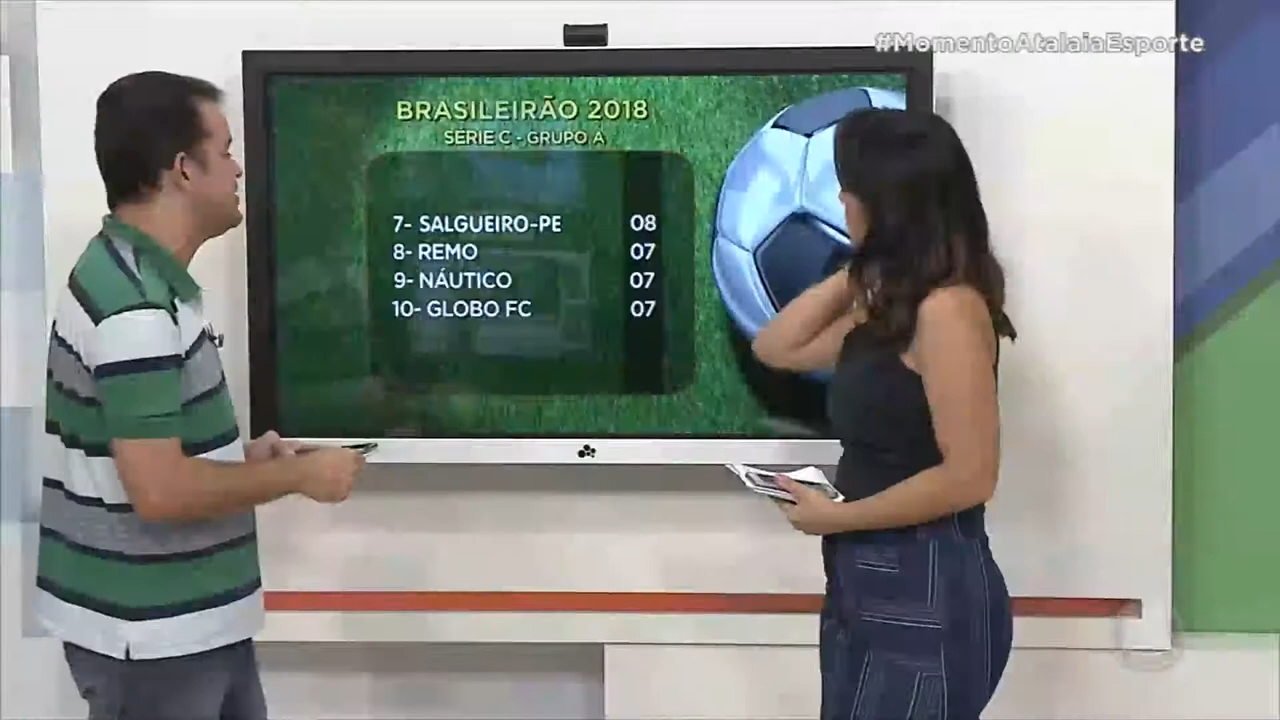 #MomentoAtalaiaEsporte
BRASILEIRÃO 2018
SÉRIE C - GRUPO A
7- SALGUEIRO-PE 08
8- REMO 07
9- NÁUTICO 07
10- GLOBO FC 07